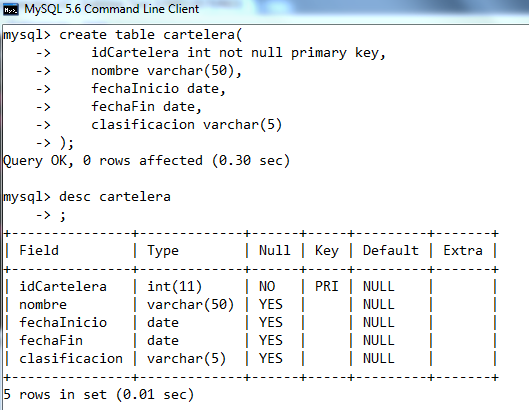 MySQL 5.6 Command Line Client
mysql> create table cartelera(
    ->     idCartelera int not null primary key,
    ->     nombre varchar(50),
    ->     fechaInicio date,
    ->     fechaFin date,
    ->     clasificacion varchar(5)
    -> );
Query OK, 0 rows affected (0.30 sec)

mysql> desc cartelera
    -> ;
+---------------+-------------+------+-----+---------+-------+
| Field         | Type        | Null | Key | Default | Extra |
+---------------+-------------+------+-----+---------+-------+
| idCartelera   | int(11)     | NO   | PRI | NULL    |       |
| nombre        | varchar(50) | YES  |     | NULL    |       |
| fechaInicio   | date        | YES  |     | NULL    |       |
| fechaFin      | date        | YES  |     | NULL    |       |
| clasificacion | varchar(5)  | YES  |     | NULL    |       |
+---------------+-------------+------+-----+---------+-------+
5 rows in set (0.01 sec)